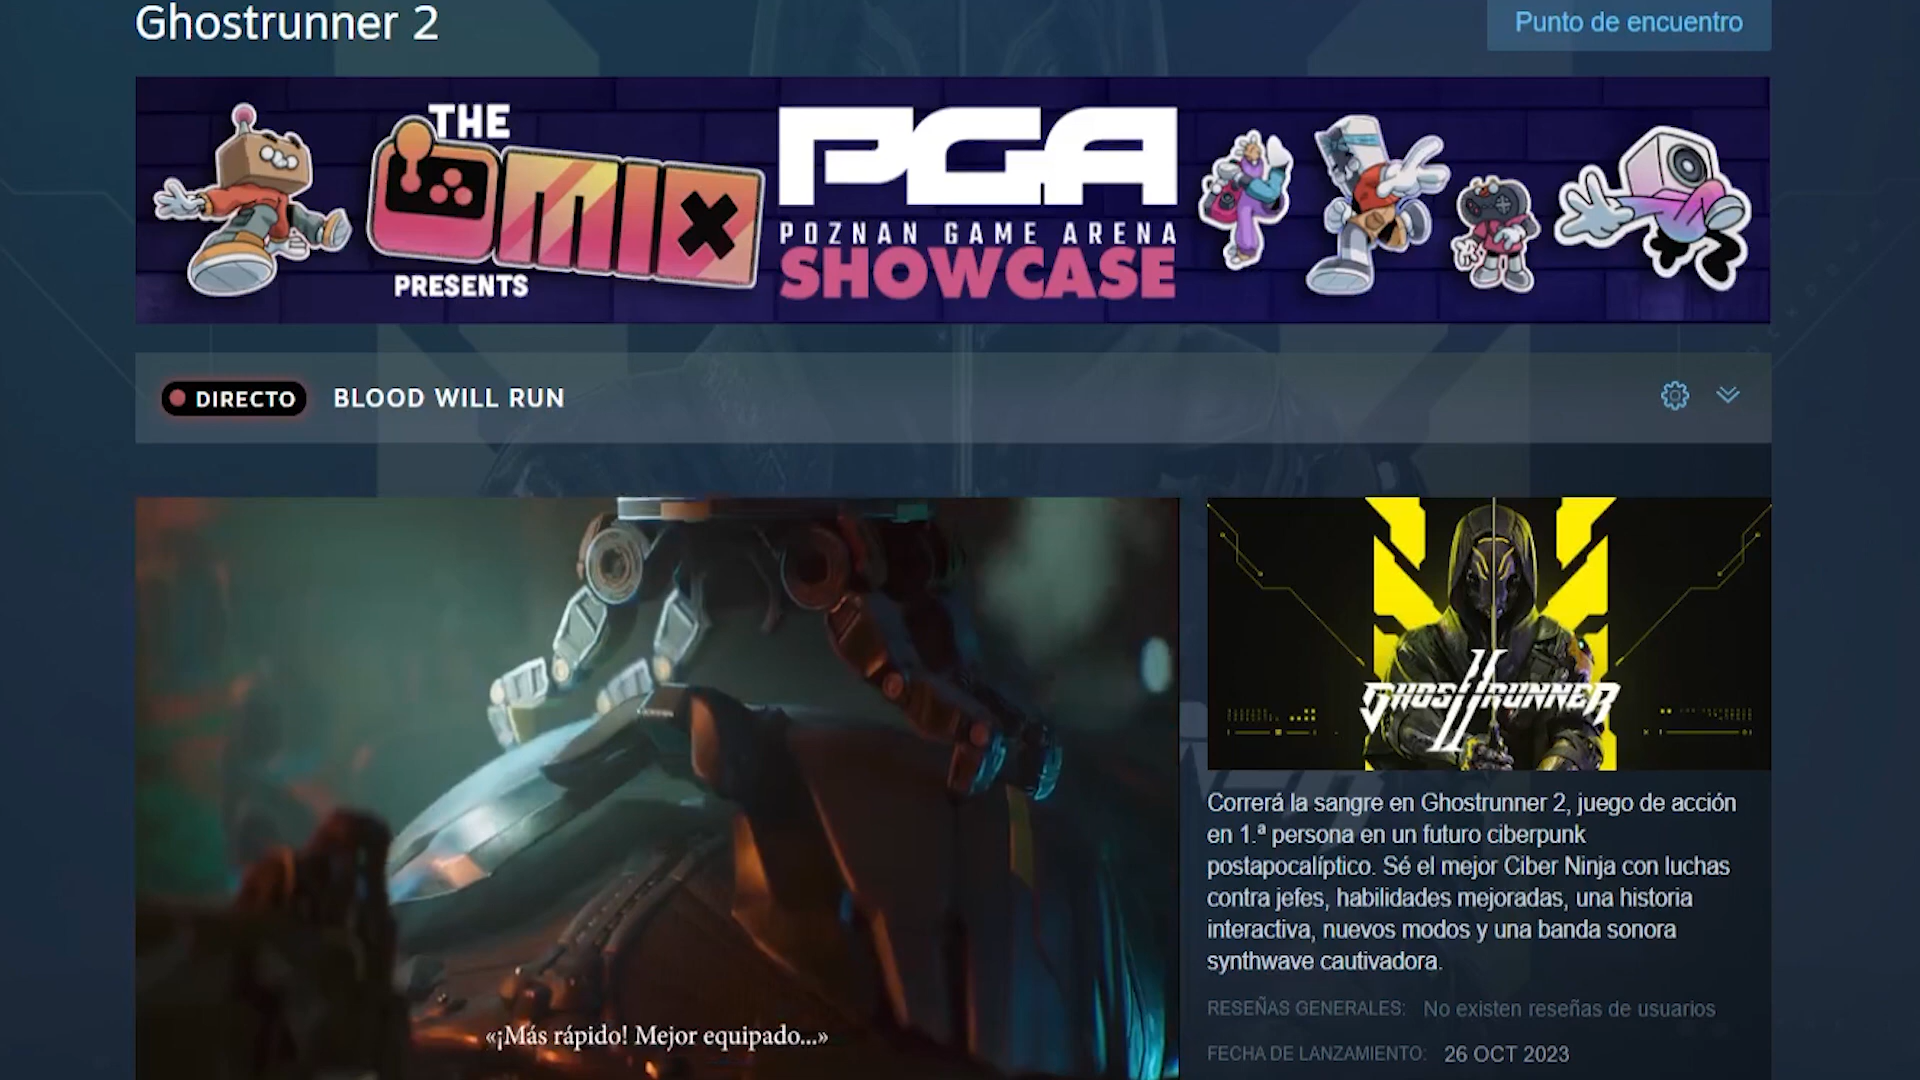 Ghostrunner 2
Punto de encuentro
THE
MIX
PRESENTS
PGA
POZNAN GAME ARENA
SHOWCASE
DIRECTO
BLOOD WILL RUN
«¡Más rápido! Mejor equipado...»
GHOSTRUNNER
Correrá la sangre en Ghostrunner 2, juego de acción
en 1.ª persona en un futuro ciberpunk
postapocalíptico. Sé el mejor Ciber Ninja con luchas
contra jefes, habilidades mejoradas, una historia
interactiva, nuevos modos y una banda sonora
synthwave cautivadora.
RESEÑAS GENERALES: No existen reseñas de usuarios
FECHA DE LANZAMIENTO: 26 OCT 2023